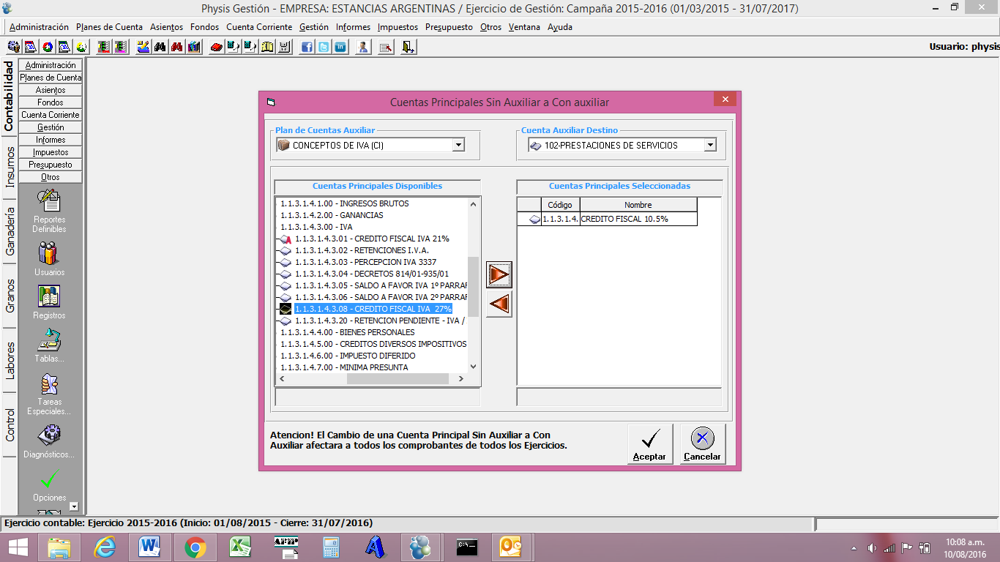 Physis Gestión - EMPRESA: ESTANCIAS ARGENTINAS / Ejercicio de Gestión: Campaña 2015-2016 (01/03/2015 - 31/07/2017)
Administración Planes de Cuenta Asientos Fondos Cuenta Corriente Gestión Informes Impuestos Presupuesto Otros Ventana Ayuda
Usuario: physis
Contabilidad
Insumos
Ganadería
Granos
Labores
Control
Administración
Planes de Cuenta
Asientos
Fondos
Cuenta Corriente
Gestión
Informes
Impuestos
Presupuesto
Otros
Reportes
Definibles
Usuarios
Registros
Tablas...
Tareas
Especiales...
Diagnósticos...
Opciones
Cuentas Principales Sin Auxiliar a Con auxiliar
Plan de Cuentas Auxiliar
CONCEPTOS DE IVA (CI)
Cuenta Auxiliar Destino
102-PRESTACIONES DE SERVICIOS
Cuentas Principales Disponibles
1.1.3.1.4.1.00 - INGRESOS BRUTOS
1.1.3.1.4.2.00 - GANANCIAS
1.1.3.1.4.3.00 - IVA
1.1.3.1.4.3.01 - CREDITO FISCAL IVA 21%
1.1.3.1.4.3.02 - RETENCIONES I.V.A.
1.1.3.1.4.3.03 - PERCEPCION IVA 3337
1.1.3.1.4.3.04 - DECRETOS 814/01-935/01
1.1.3.1.4.3.05 - SALDO A FAVOR IVA 1º PARRAF
1.1.3.1.4.3.06 - SALDO A FAVOR IVA 2º PARRAF
1.1.3.1.4.3.08 - CREDITO FISCAL IVA 27%
1.1.3.1.4.3.20 - RETENCION PENDIENTE - IVA /
1.1.3.1.4.4.00 - BIENES PERSONALES
1.1.3.1.4.5.00 - CREDITOS DIVERSOS IMPOSITIVOS
1.1.3.1.4.6.00 - IMPUESTO DIFERIDO
1.1.3.1.4.7.00 - MINIMA PRESUNTA
Cuentas Principales Seleccionadas
Código Nombre
1.1.3.1.4. CREDITO FISCAL 10.5%
Atencion! El Cambio de una Cuenta Principal Sin Auxiliar a Con
Auxiliar afectara a todos los comprobantes de todos los Ejercicios.
Aceptar
Cancelar
Ejercicio contable: Ejercicio 2015-2016 (Inicio: 01/08/2015 - Cierre: 31/07/2016)
AFIP
C:\_
10:08 a.m.
10/08/2016